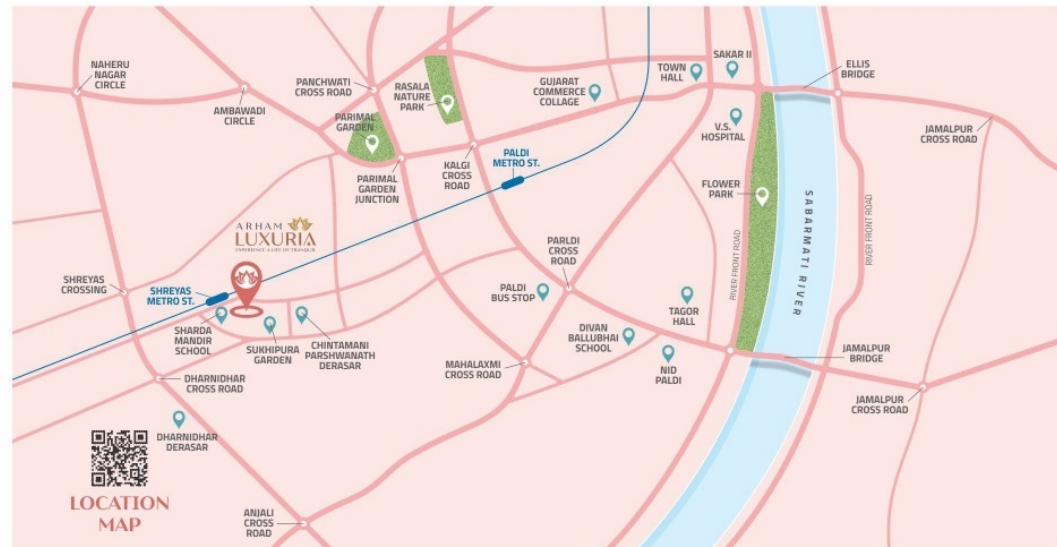 NAHERU
NAGAR
CIRCLE
AMBAWADI
CIRCLE
PANCHWATI
CROSS ROAD
PARIMAL
GARDEN
RASALA
NATURE
PARK
GUJARAT
COMMERCE
COLLAGE
TOWN
HALL
SAKAR II
ELLIS
BRIDGE
V.S.
HOSPITAL
JAMALPUR
CROSS ROAD
PARIMAL
GARDEN
JUNCTION
KALGI
CROSS
ROAD
PALDI
METRO ST.
FLOWER
PARK
RIVER FRONT ROAD
SABARMATI RIVER
RIVER FRONT ROAD
ARHAM
LUXURIA
EXPERIENCE A LIFE OF TRANQUIL
SHREYAS
CROSSING
SHREYAS
METRO ST.
SHARDA
MANDIR
SCHOOL
SUKHIPURA
GARDEN
CHINTAMANI
PARSHWANATH
DERASAR
PALDI
BUS STOP
PARLDI
CROSS
ROAD
TAGOR
HALL
DIVAN
BALLUBHAI
SCHOOL
NID
PALDI
MAHALAXMI
CROSS ROAD
JAMALPUR
BRIDGE
JAMALPUR
CROSS ROAD
DHARNIDHAR
CROSS ROAD
DHARNIDHAR
DERASAR
ANJALI
CROSS
ROAD
LOCATION
MAP